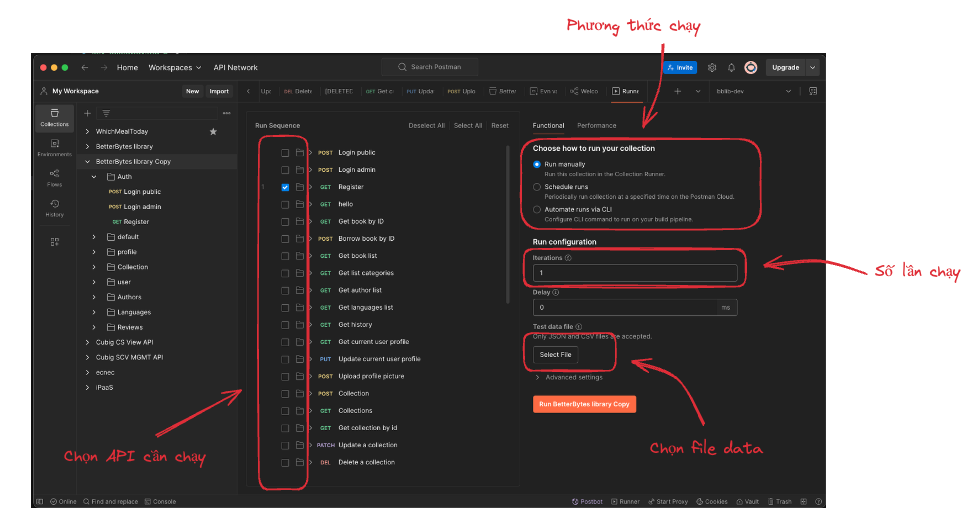 Phương thức chạy
Home Workspaces API Network Search Postman Invite Upgrade
My Workspace New Import DEL Delete [DELETED GET Get c PUT Upda POST Uplo Better Welco Runn bblib-dev
Collections
Environments
Flows
History
WhichMealToday
BetterBytes library
BetterBytes library Copy
Auth
POST Login public
POST Login admin
GET Register
default
profile
Collection
user
Authors
Languages
Reviews
Cubig CS View API
Cubig SCV MGMT API
ecnec
iPaaS
Run Sequence Deselect All Select All Reset
POST Login public
POST Login admin
GET Register
GET hello
GET Get book by ID
POST Borrow book by ID
GET Get book list
GET Get list categories
GET Get author list
GET Get languages list
GET Get history
GET Get current user profile
PUT Update current user profile
POST Upload profile picture
POST Collection
GET Collections
GET Get collection by id
PATCH Update a collection
DEL Delete a collection
Functional Performance
Choose how to run your collection
Run manually
Run this collection in the Collection Runner.
Schedule runs
Periodically run collection at a specified time on the Postman Cloud.
Automate runs via CLI
Configure CLI command to run on your build pipeline.
Run configuration
Iterations
1
Delay
0 ms
Test data file
Only JSON and CSV files are accepted.
Select File
Advanced settings
Run BetterBytes library Copy
Số lần chạy
Chọn file data
Chọn API cần chạy
Online Find and replace Console Postbot Runner Start Proxy Cookies Vault Trash